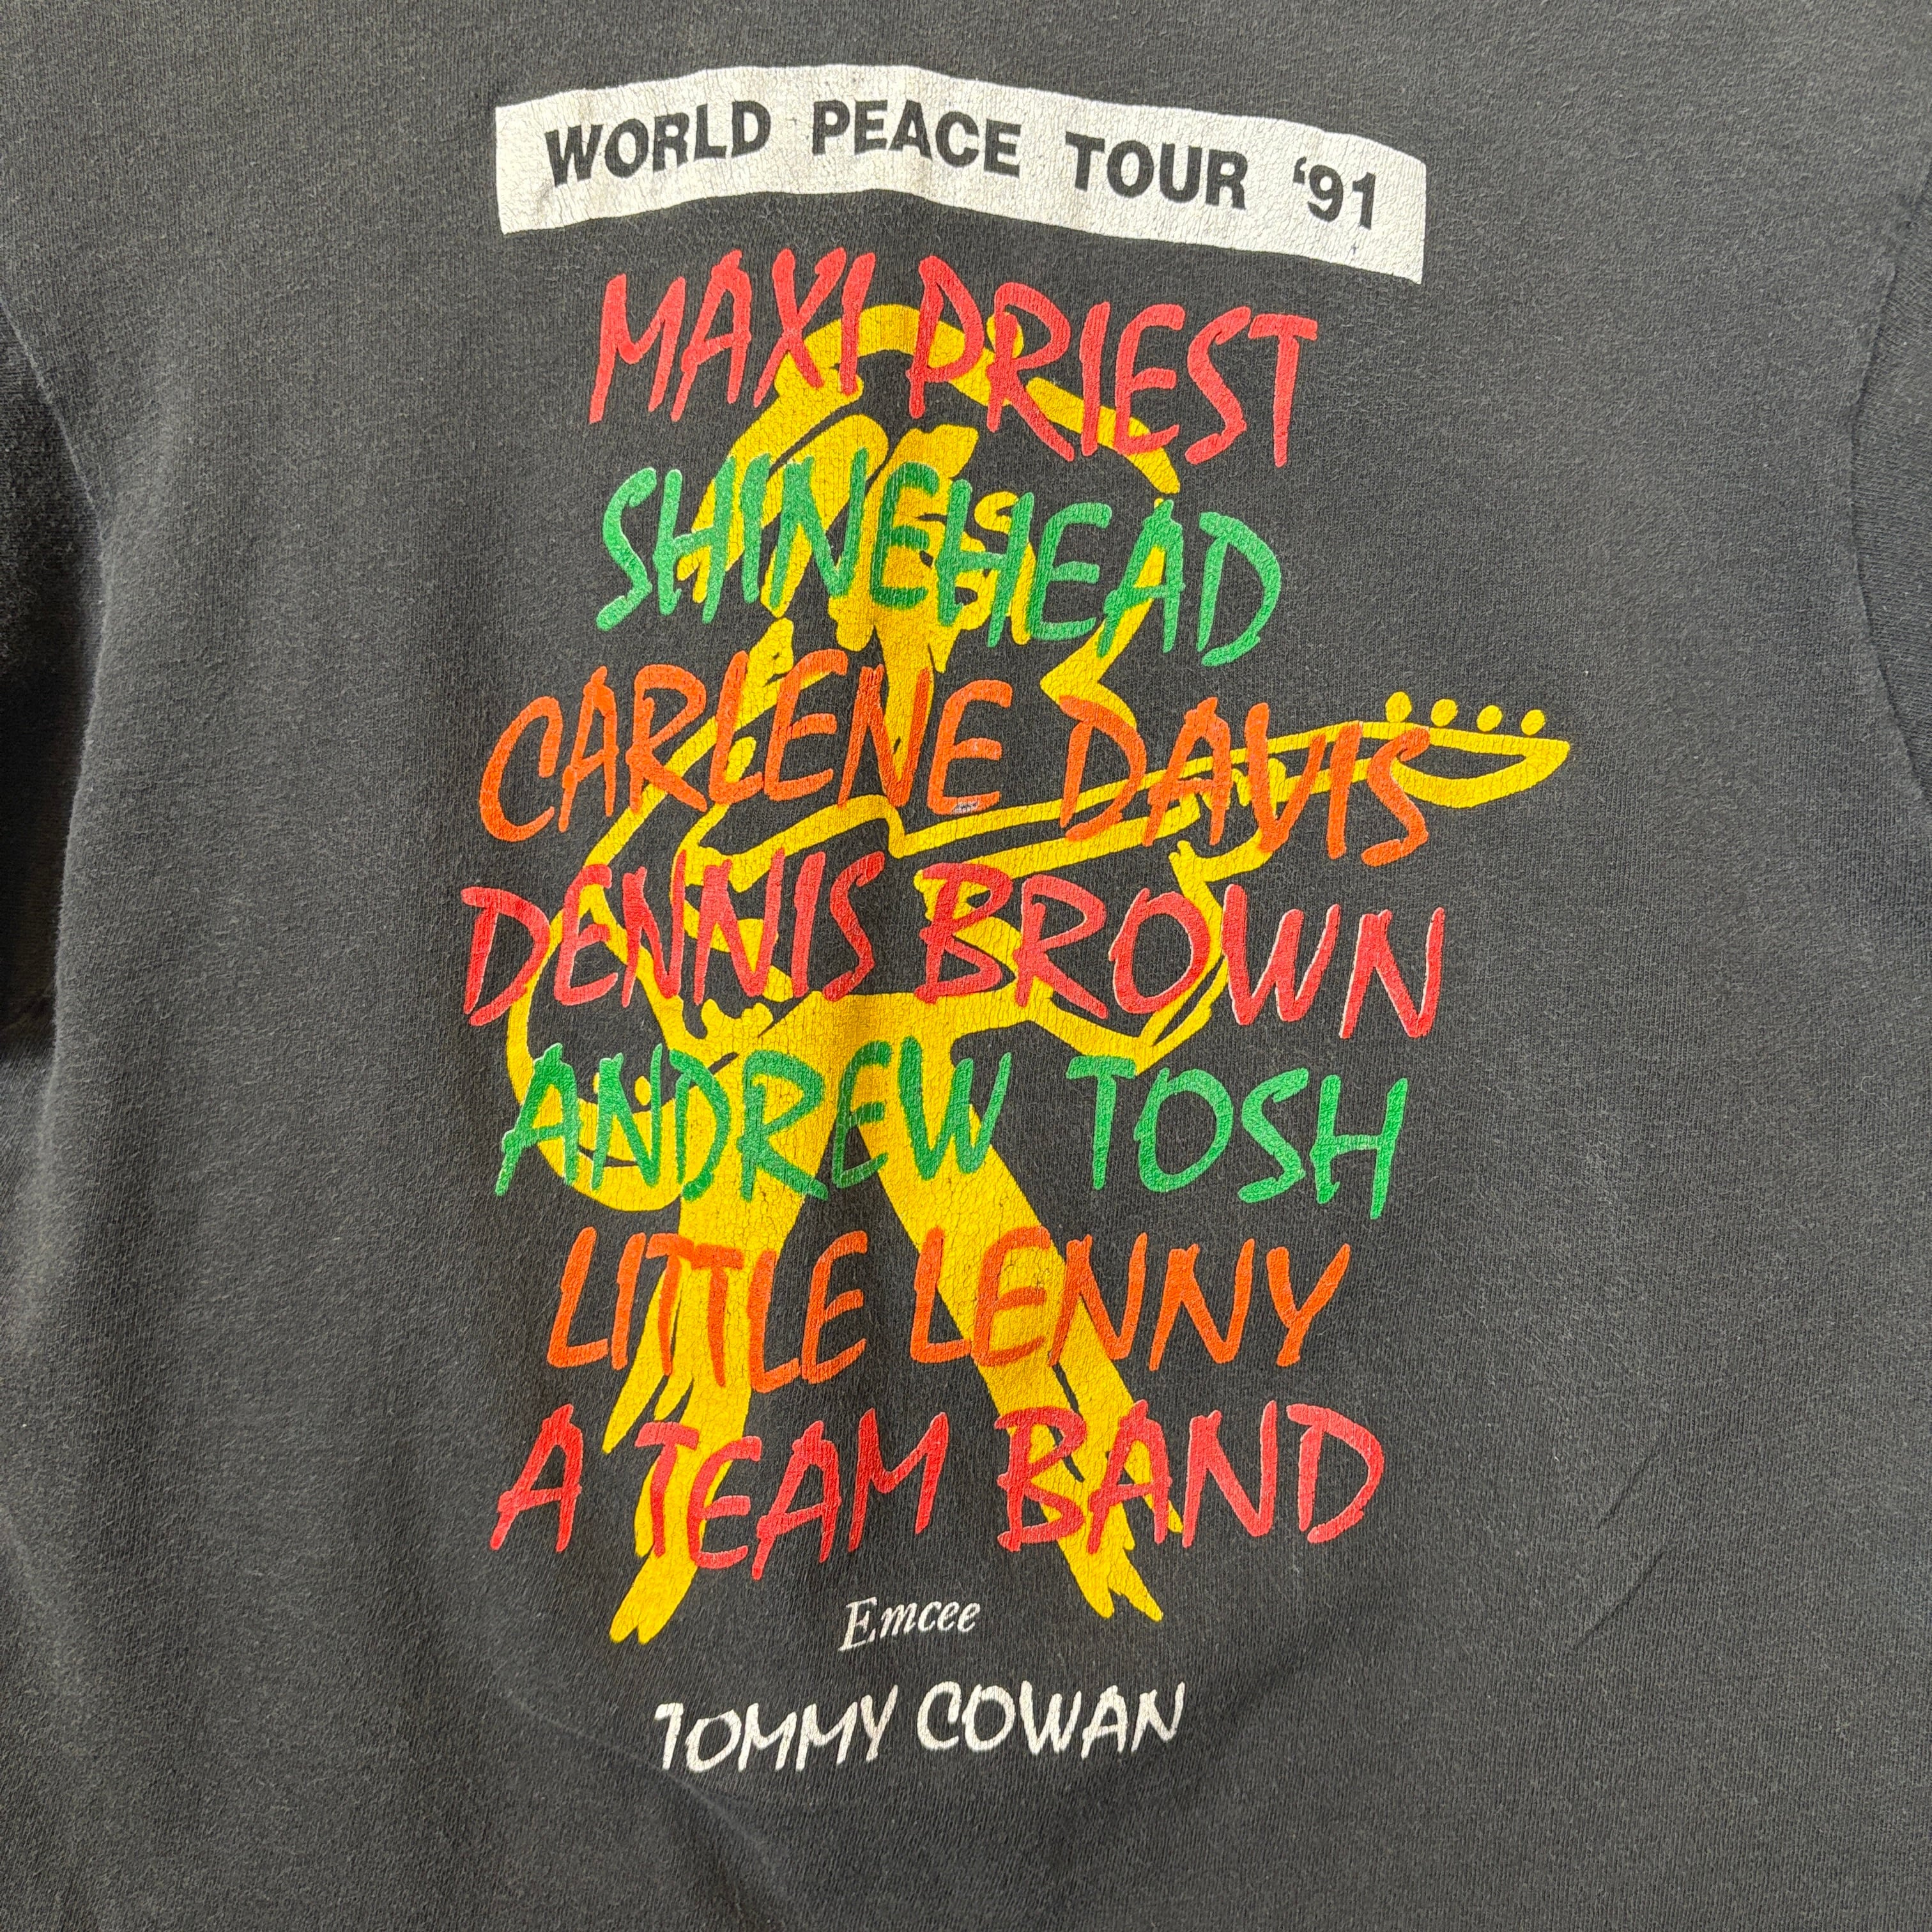 WORLD PEACE TOUR ‘91
MAXI PRIEST
SHINEHEAD
CARLENE DAVIS
DENNIS BROWN
ANDREW TOSH
LITTLE LENNY
A TEAM BAND
Emcee
TOMMY COWAN